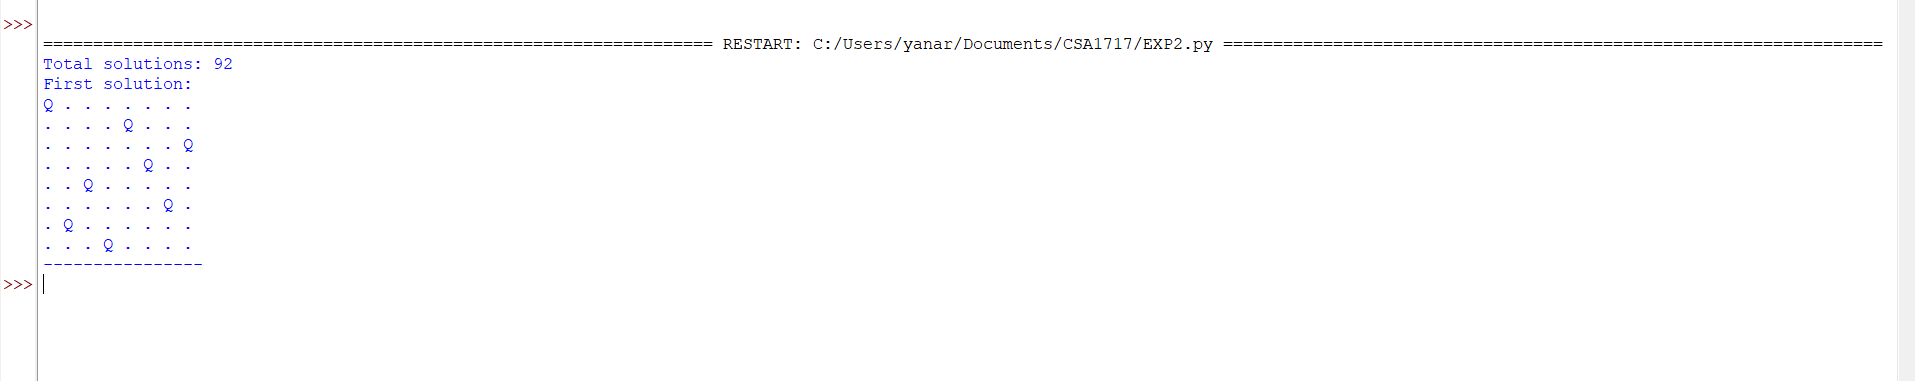 >>>
=================================================================== RESTART: C:/Users/yanar/Documents/CSA1717/EXP2.py ==================================================================
Total solutions: 92
First solution:
Q . . . . . . .
. . . . Q . . .
. . . . . . . Q
. . . . . Q . .
. . Q . . . . .
. . . . . . Q .
. Q . . . . . .
. . . Q . . . .
----------------
>>>